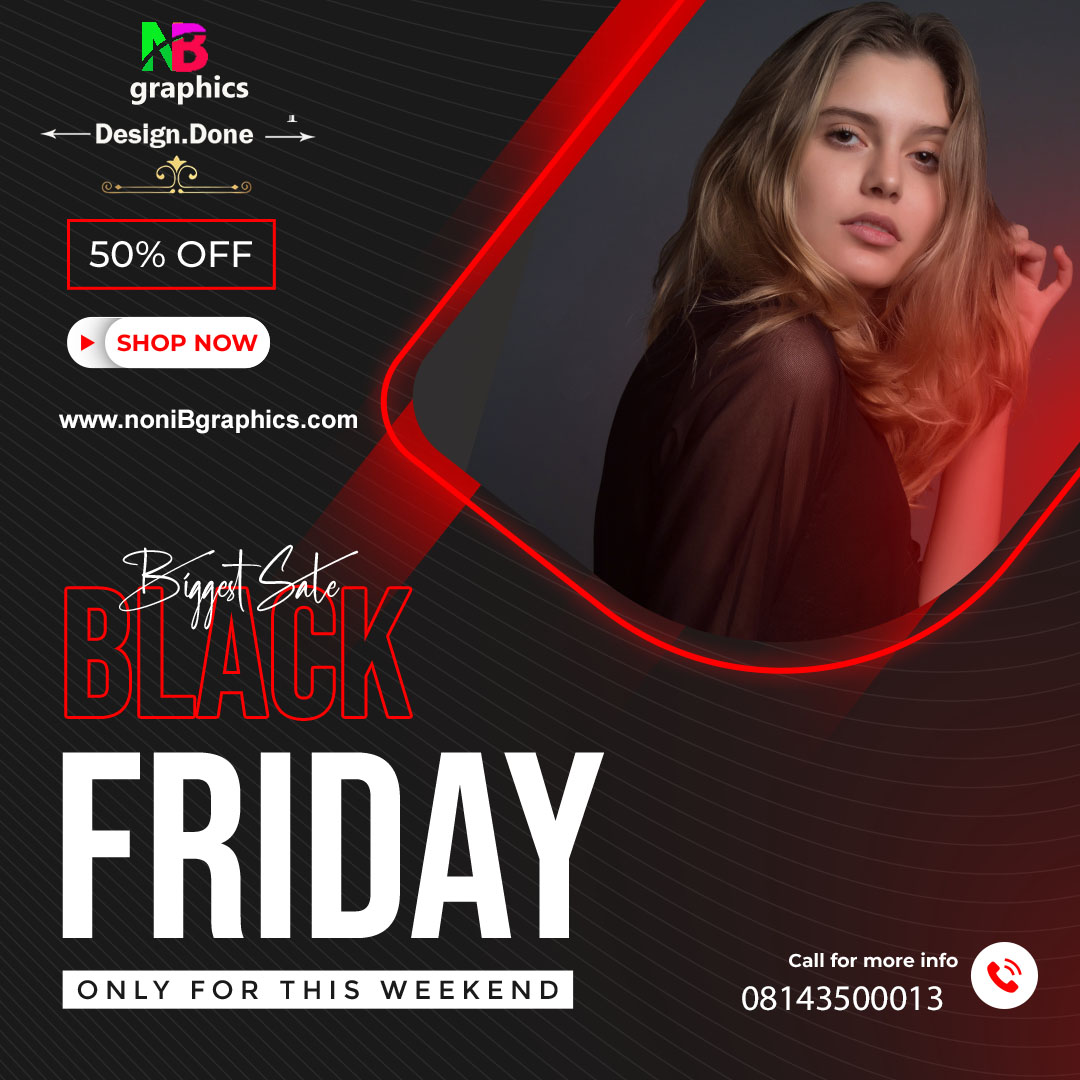 NB
graphics
Design.Done
50% OFF
SHOP NOW
www.noniBgraphics.com
Biggest Sale
BLACK
FRIDAY
ONLY FOR THIS WEEKEND
Call for more info
08143500013